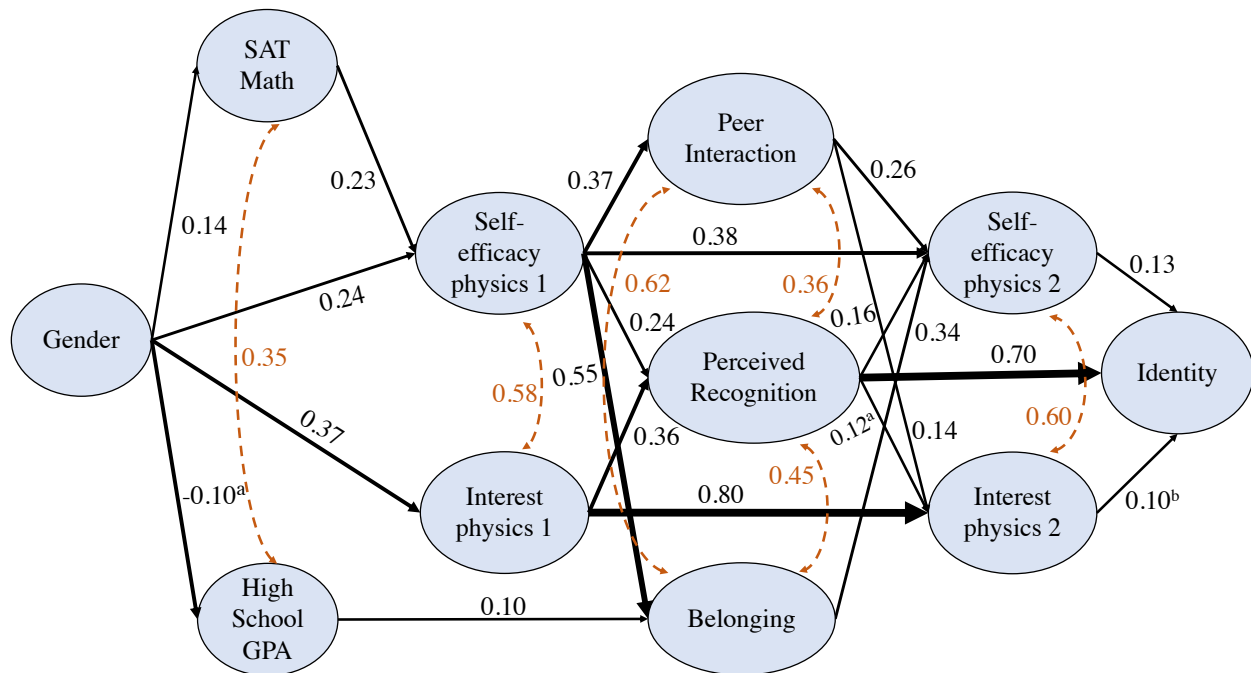 SAT
Math
Peer
Interaction
0.37
0.26
0.23
0.14
Self-
efficacy
physics 1
0.38
Self-
efficacy
physics 2
0.13
0.62
0.36
0.24
0.24
0.16
0.34
Gender
0.35
0.58
0.55
Perceived
Recognition
0.70
Identity
0.37
0.36
0.12ᵃ
0.14
0.60
-0.10ᵃ
Interest
physics 1
0.80
0.45
Interest
physics 2
0.10ᵇ
High
School
GPA
0.10
Belonging